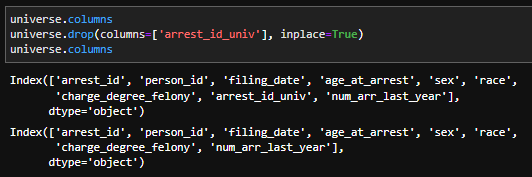 universe.columns
universe.drop(columns=['arrest_id_univ'], inplace=True)
universe.columns
Index(['arrest_id', 'person_id', 'filing_date', 'age_at_arrest', 'sex', 'race',
'charge_degree_felony', 'arrest_id_univ', 'num_arr_last_year'],
dtype='object')
Index(['arrest_id', 'person_id', 'filing_date', 'age_at_arrest', 'sex', 'race',
'charge_degree_felony', 'num_arr_last_year'],
dtype='object')